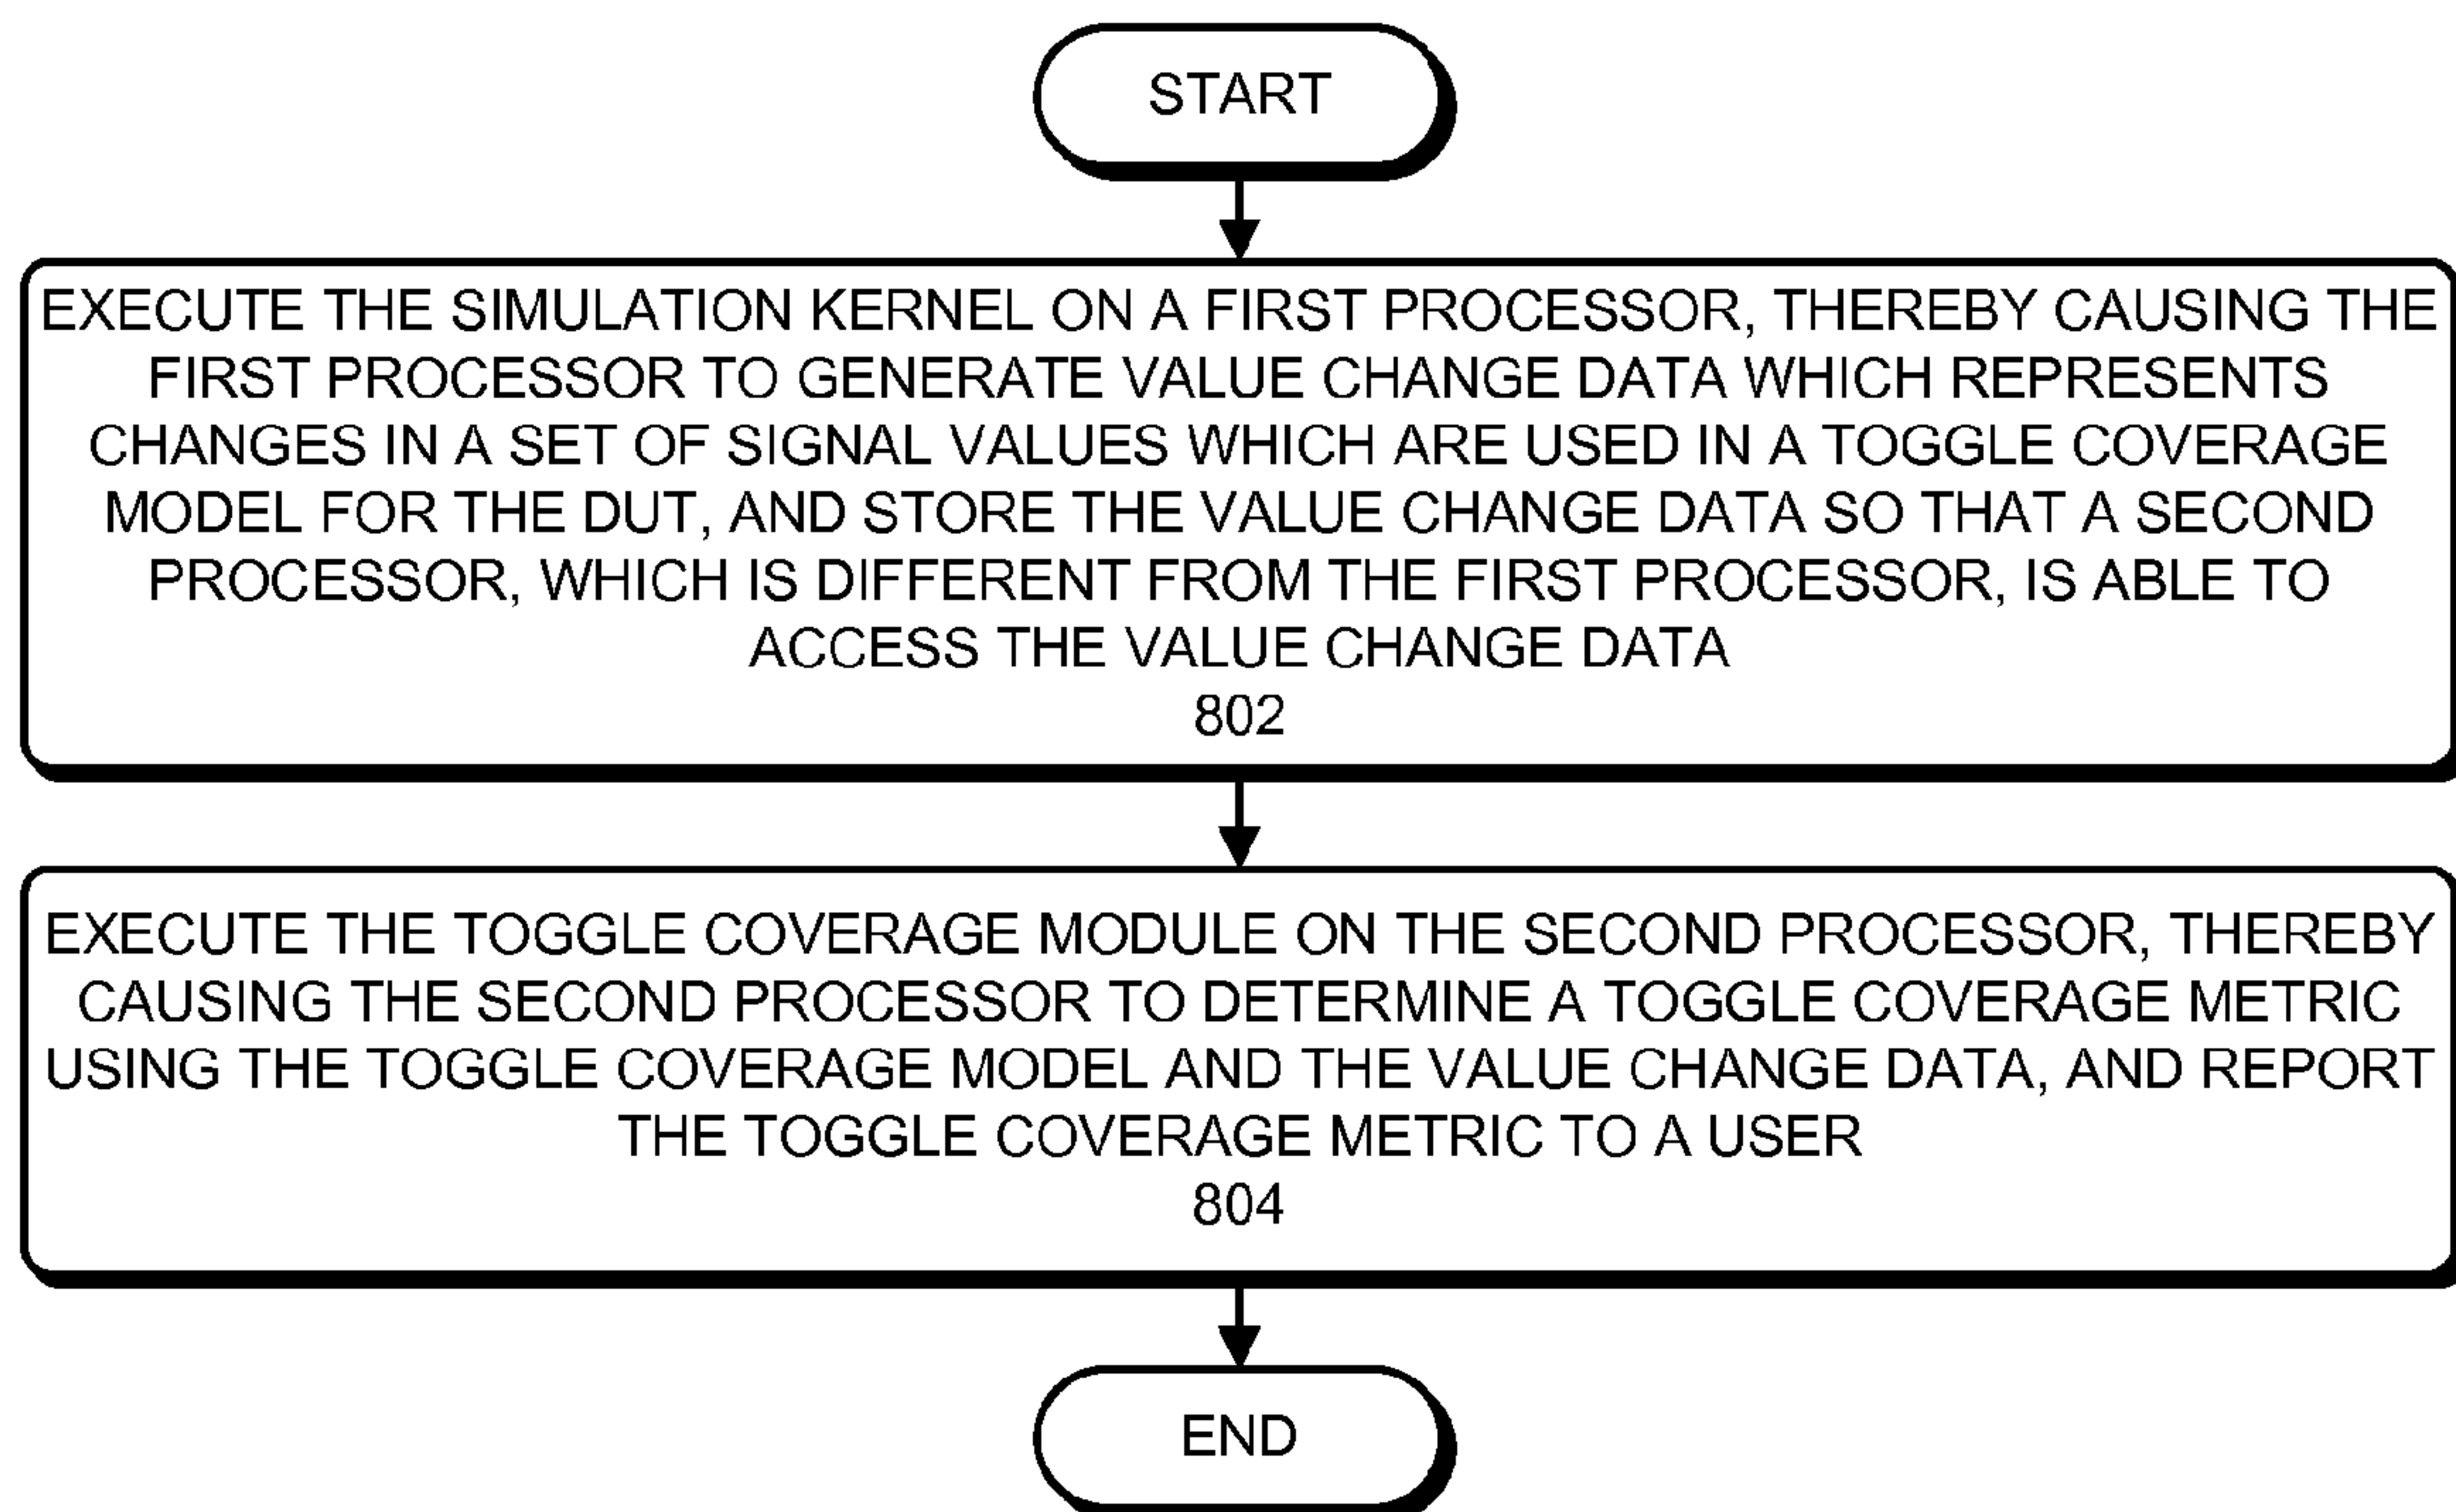 START
EXECUTE THE SIMULATION KERNEL ON A FIRST PROCESSOR, THEREBY CAUSING THE
FIRST PROCESSOR TO GENERATE VALUE CHANGE DATA WHICH REPRESENTS
CHANGES IN A SET OF SIGNAL VALUES WHICH ARE USED IN A TOGGLE COVERAGE
MODEL FOR THE DUT, AND STORE THE VALUE CHANGE DATA SO THAT A SECOND
PROCESSOR, WHICH IS DIFFERENT FROM THE FIRST PROCESSOR, IS ABLE TO
ACCESS THE VALUE CHANGE DATA
802
EXECUTE THE TOGGLE COVERAGE MODULE ON THE SECOND PROCESSOR, THEREBY
CAUSING THE SECOND PROCESSOR TO DETERMINE A TOGGLE COVERAGE METRIC
USING THE TOGGLE COVERAGE MODEL AND THE VALUE CHANGE DATA, AND REPORT
THE TOGGLE COVERAGE METRIC TO A USER
804
END